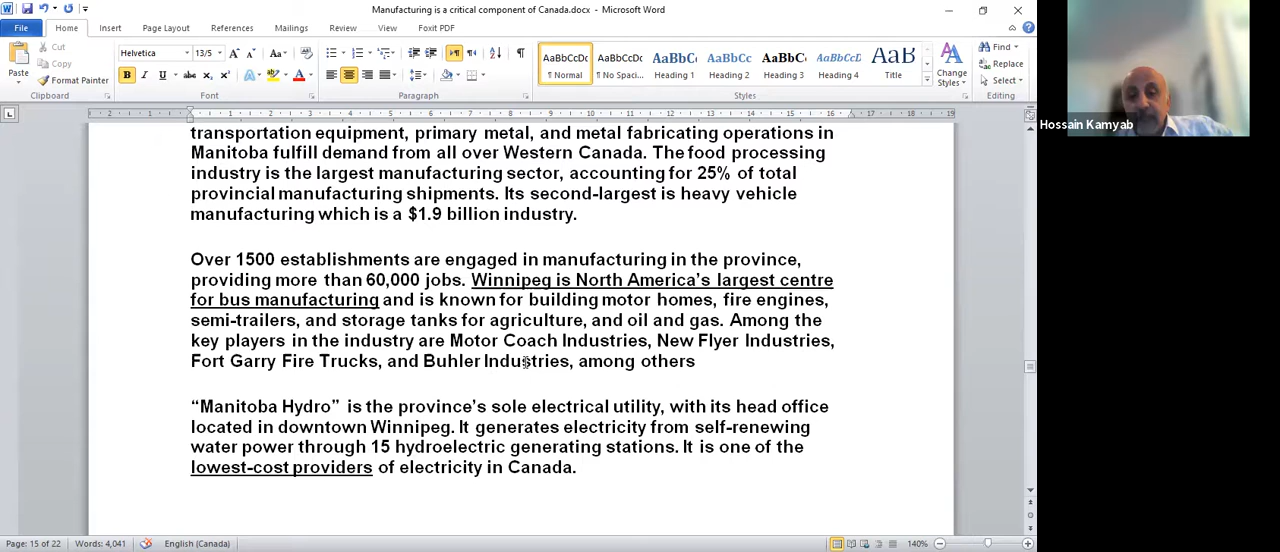 Manufacturing is a critical component of Canada.docx - Microsoft Word
File Home Insert Page Layout References Mailings Review View Foxit PDF
Cut
Copy
Format Painter
Paste
Clipboard
Helvetica 13/5
Font
Paragraph
AaBbCcDc AaBbCcDc AaBbC AaBbCc AaBbC AaBbCc AaB
¶ Normal ¶ No Spaci... Heading 1 Heading 2 Heading 3 Heading 4 Title
Change
Styles
Styles
Find
Replace
Select
Editing
Hossain Kamyab
transportation equipment, primary metal, and metal fabricating operations in
Manitoba fulfill demand from all over Western Canada. The food processing
industry is the largest manufacturing sector, accounting for 25% of total
provincial manufacturing shipments. Its second-largest is heavy vehicle
manufacturing which is a $1.9 billion industry.
Over 1500 establishments are engaged in manufacturing in the province,
providing more than 60,000 jobs. Winnipeg is North America's largest centre
for bus manufacturing and is known for building motor homes, fire engines,
semi-trailers, and storage tanks for agriculture, and oil and gas. Among the
key players in the industry are Motor Coach Industries, New Flyer Industries,
Fort Garry Fire Trucks, and Buhler Industries, among others
“Manitoba Hydro” is the province's sole electrical utility, with its head office
located in downtown Winnipeg. It generates electricity from self-renewing
water power through 15 hydroelectric generating stations. It is one of the
lowest-cost providers of electricity in Canada.
Page: 15 of 22 Words: 4,041 English (Canada) 140%